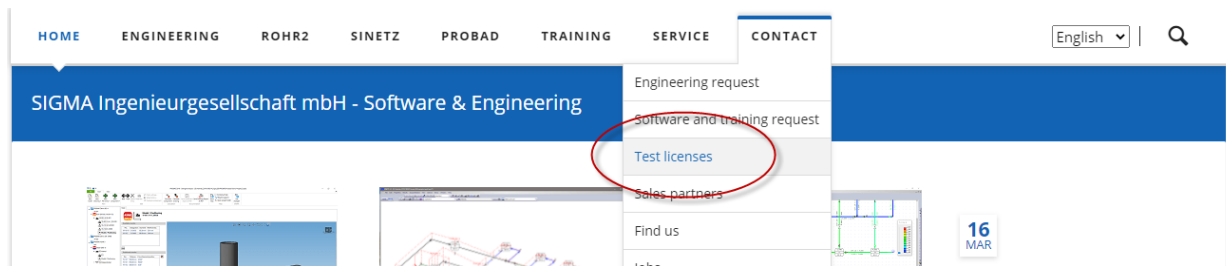 HOME ENGINEERING ROHR2 SINETZ PROBAD TRAINING SERVICE CONTACT English
SIGMA Ingenieurgesellschaft mbH - Software & Engineering
Engineering request
Software and training request
Test licenses
Sales partners
Find us
Jobs
16
MAR